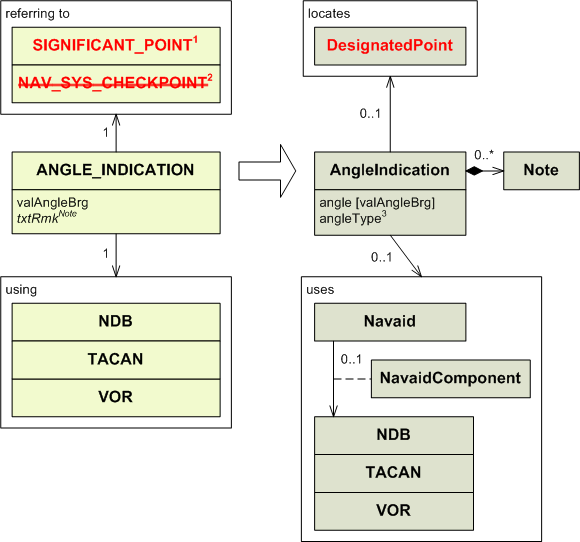 referring to
SIGNIFICANT_POINT1
NAV_SYS_CHECKPOINT2
1
ANGLE_INDICATION
valAngleBrg
txtRmkNote
1
using
NDB
TACAN
VOR
locates
DesignatedPoint
0..1
AngleIndication
angle [valAngleBrg]
angleType3
0..*
Note
0..1
uses
Navaid
0..1
NavaidComponent
NDB
TACAN
VOR